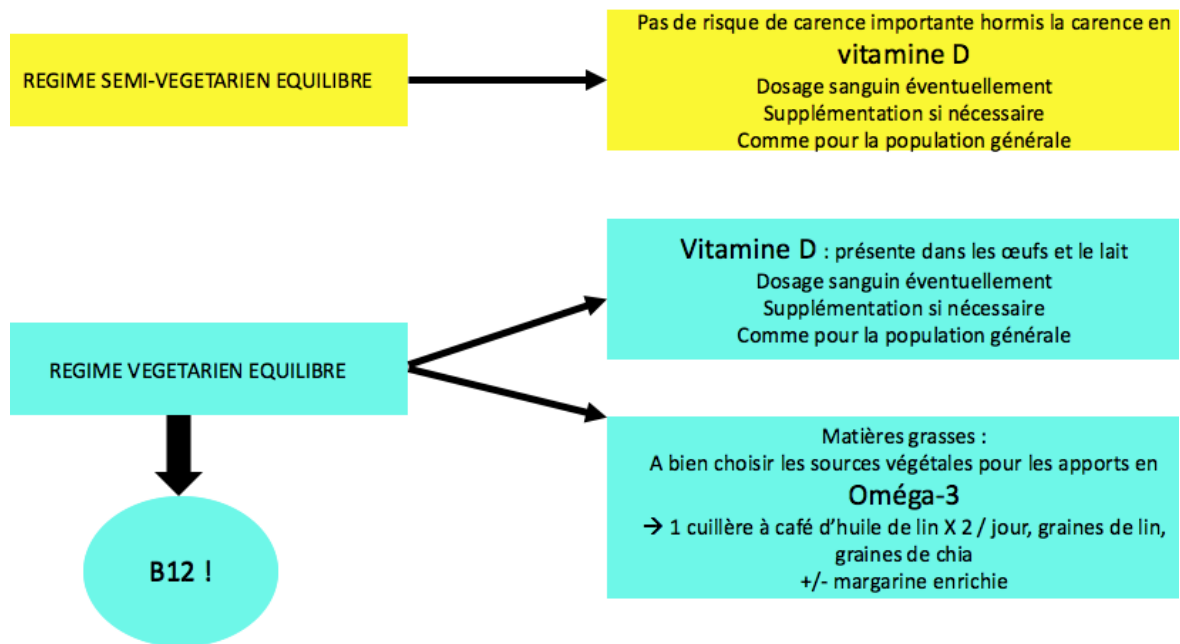 REGIME SEMI-VEGETARIEN EQUILIBRE
Pas de risque de carence importante hormis la carence en
vitamine D
Dosage sanguin éventuellement
Supplémentation si nécessaire
Comme pour la population générale
REGIME VEGETARIEN EQUILIBRE
Vitamine D : présente dans les œufs et le lait
Dosage sanguin éventuellement
Supplémentation si nécessaire
Comme pour la population générale
Matières grasses :
A bien choisir les sources végétales pour les apports en
Oméga-3
→ 1 cuillère à café d’huile de lin X 2 / jour, graines de lin,
graines de chia
+/- margarine enrichie
B12 !